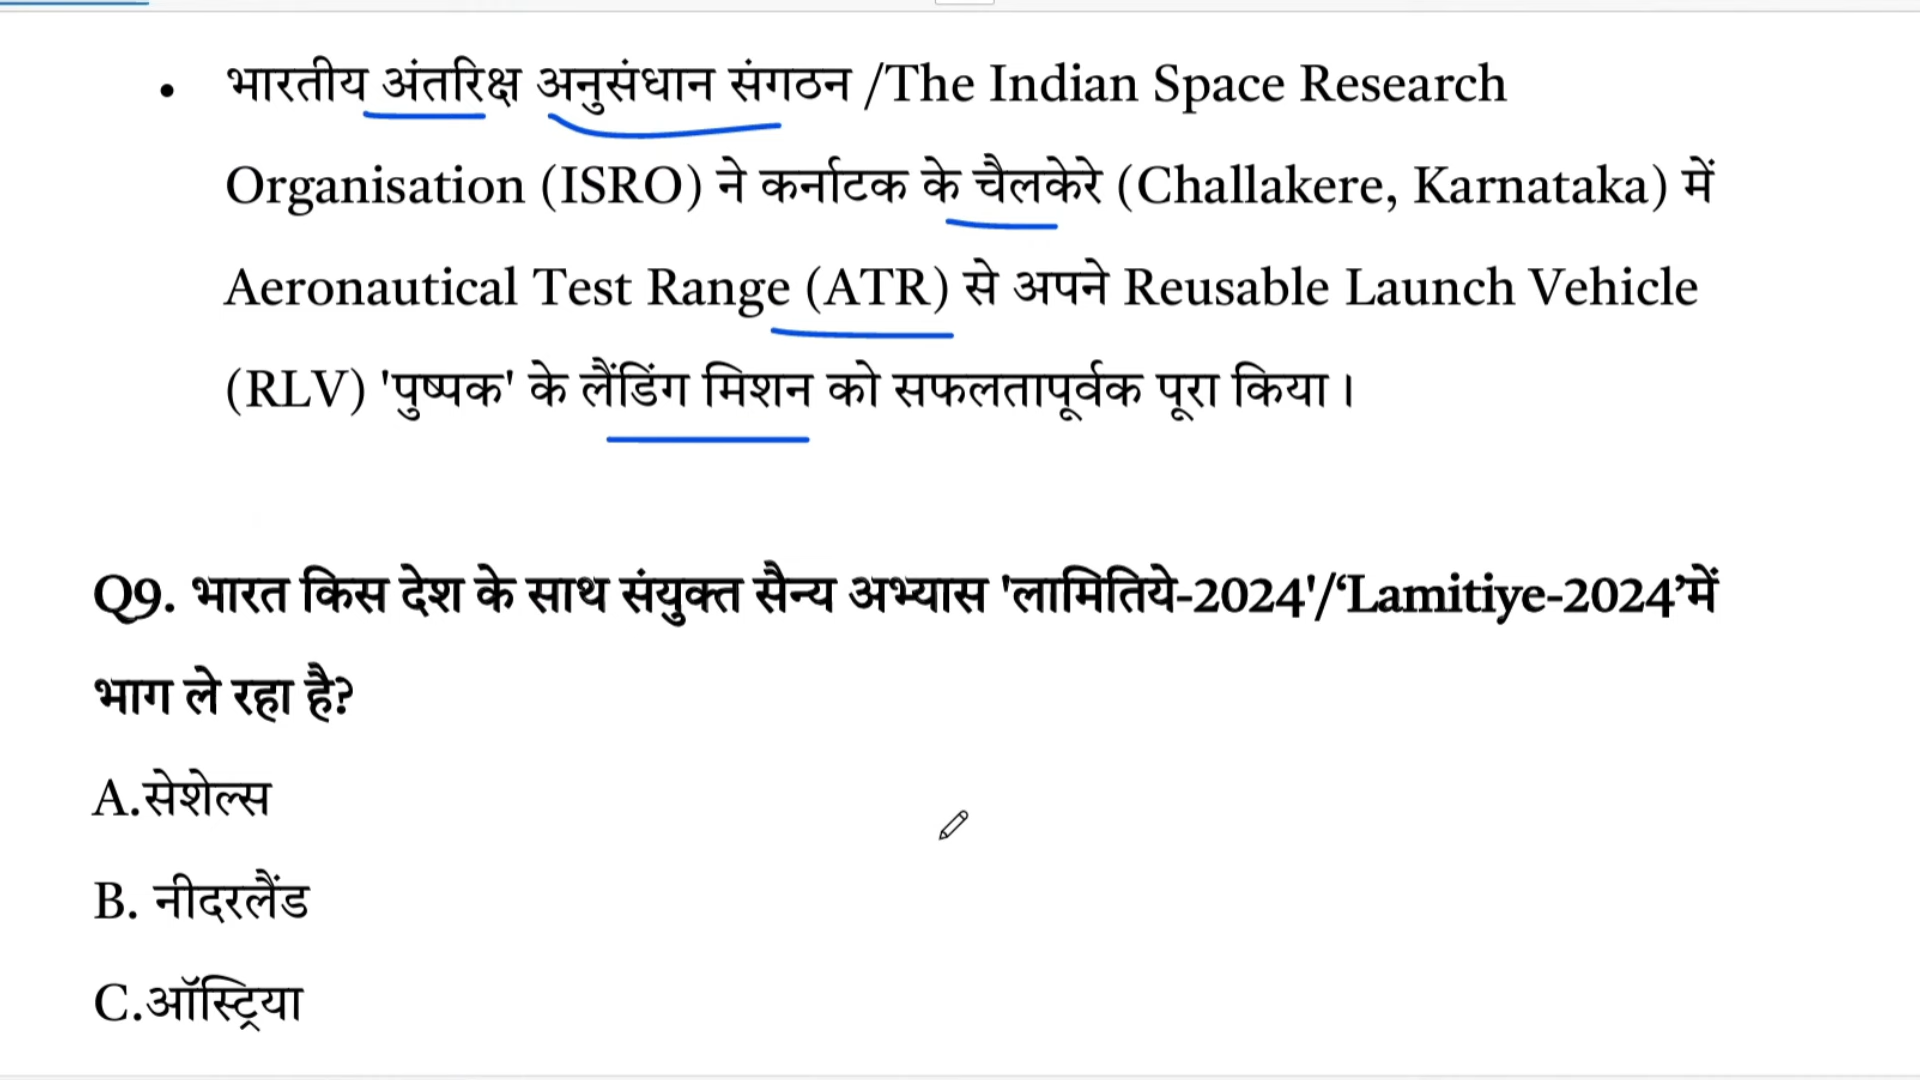 • भारतीय अंतरिक्ष अनुसंधान संगठन /The Indian Space Research
Organisation (ISRO) ने कर्नाटक के चैलकेरे (Challakere, Karnataka) में
Aeronautical Test Range (ATR) से अपने Reusable Launch Vehicle
(RLV) 'पुष्पक' के लैंडिंग मिशन को सफलतापूर्वक पूरा किया।
Q9. भारत किस देश के साथ संयुक्त सैन्य अभ्यास 'लामितिये-2024'/‘Lamitiye-2024’में
भाग ले रहा है?
A.सेशेल्स
B. नीदरलैंड
C.ऑस्ट्रिया